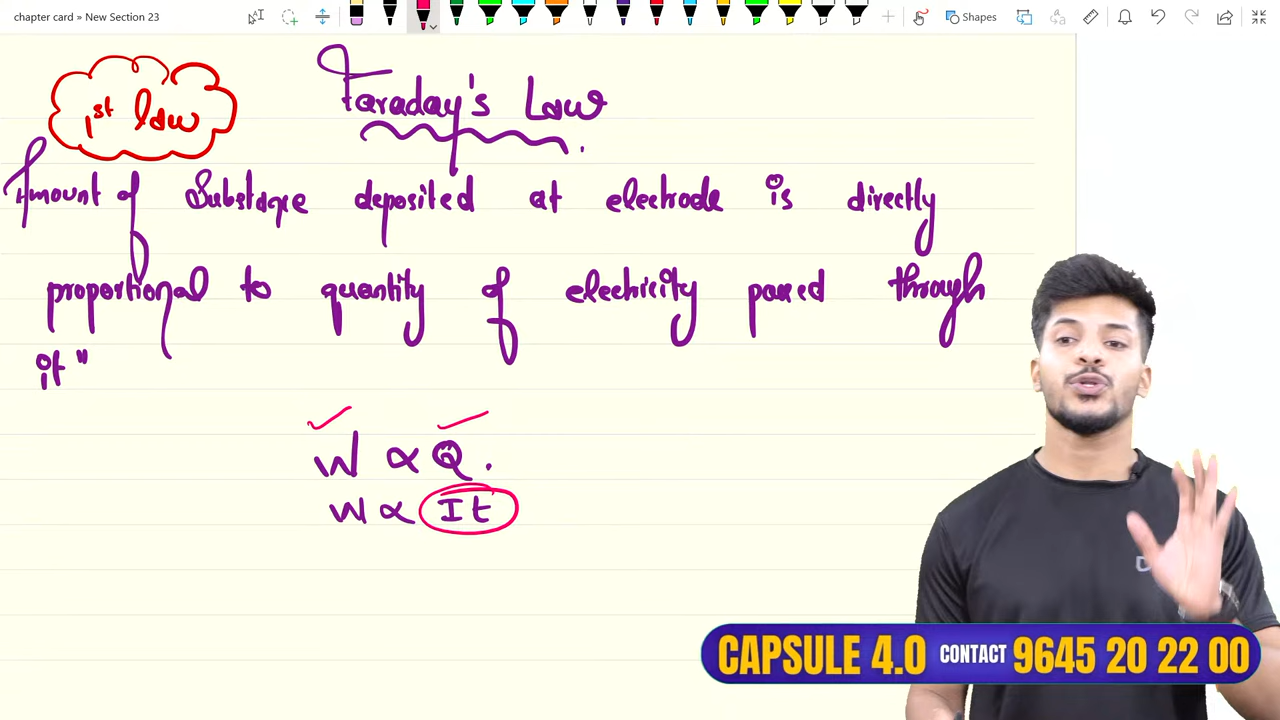 chapter card » New Section 23
Shapes
1st law
Faraday's Law
Amount of Substance deposited at electrode is directly
proportional to quantity of electricity passed through
it"
W ∝ Q.
W ∝ It
CAPSULE 4.0 CONTACT 9645 20 22 00